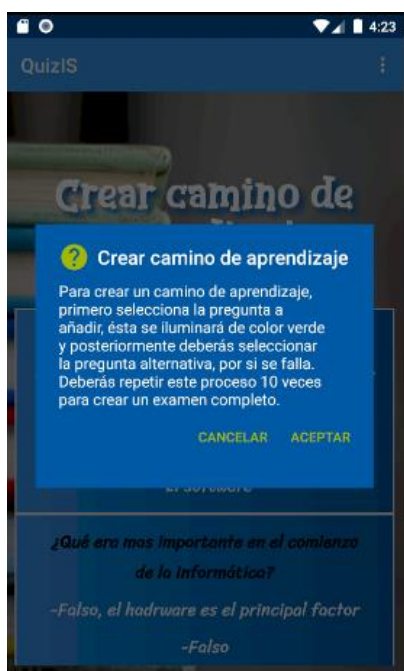 4:23
QuizIS
Crear camino de
? Crear camino de aprendizaje
Para crear un camino de aprendizaje,
primero selecciona la pregunta a
añadir, ésta se iluminará de color verde
y posteriormente deberás seleccionar
la pregunta alternativa, por si se falla.
Deberás repetir este proceso 10 veces
para crear un examen completo.
CANCELAR ACEPTAR
¿Qué era mas importante en el comienzo
de la informática?
-Falso, el hadrware es el principal factor
-Falso